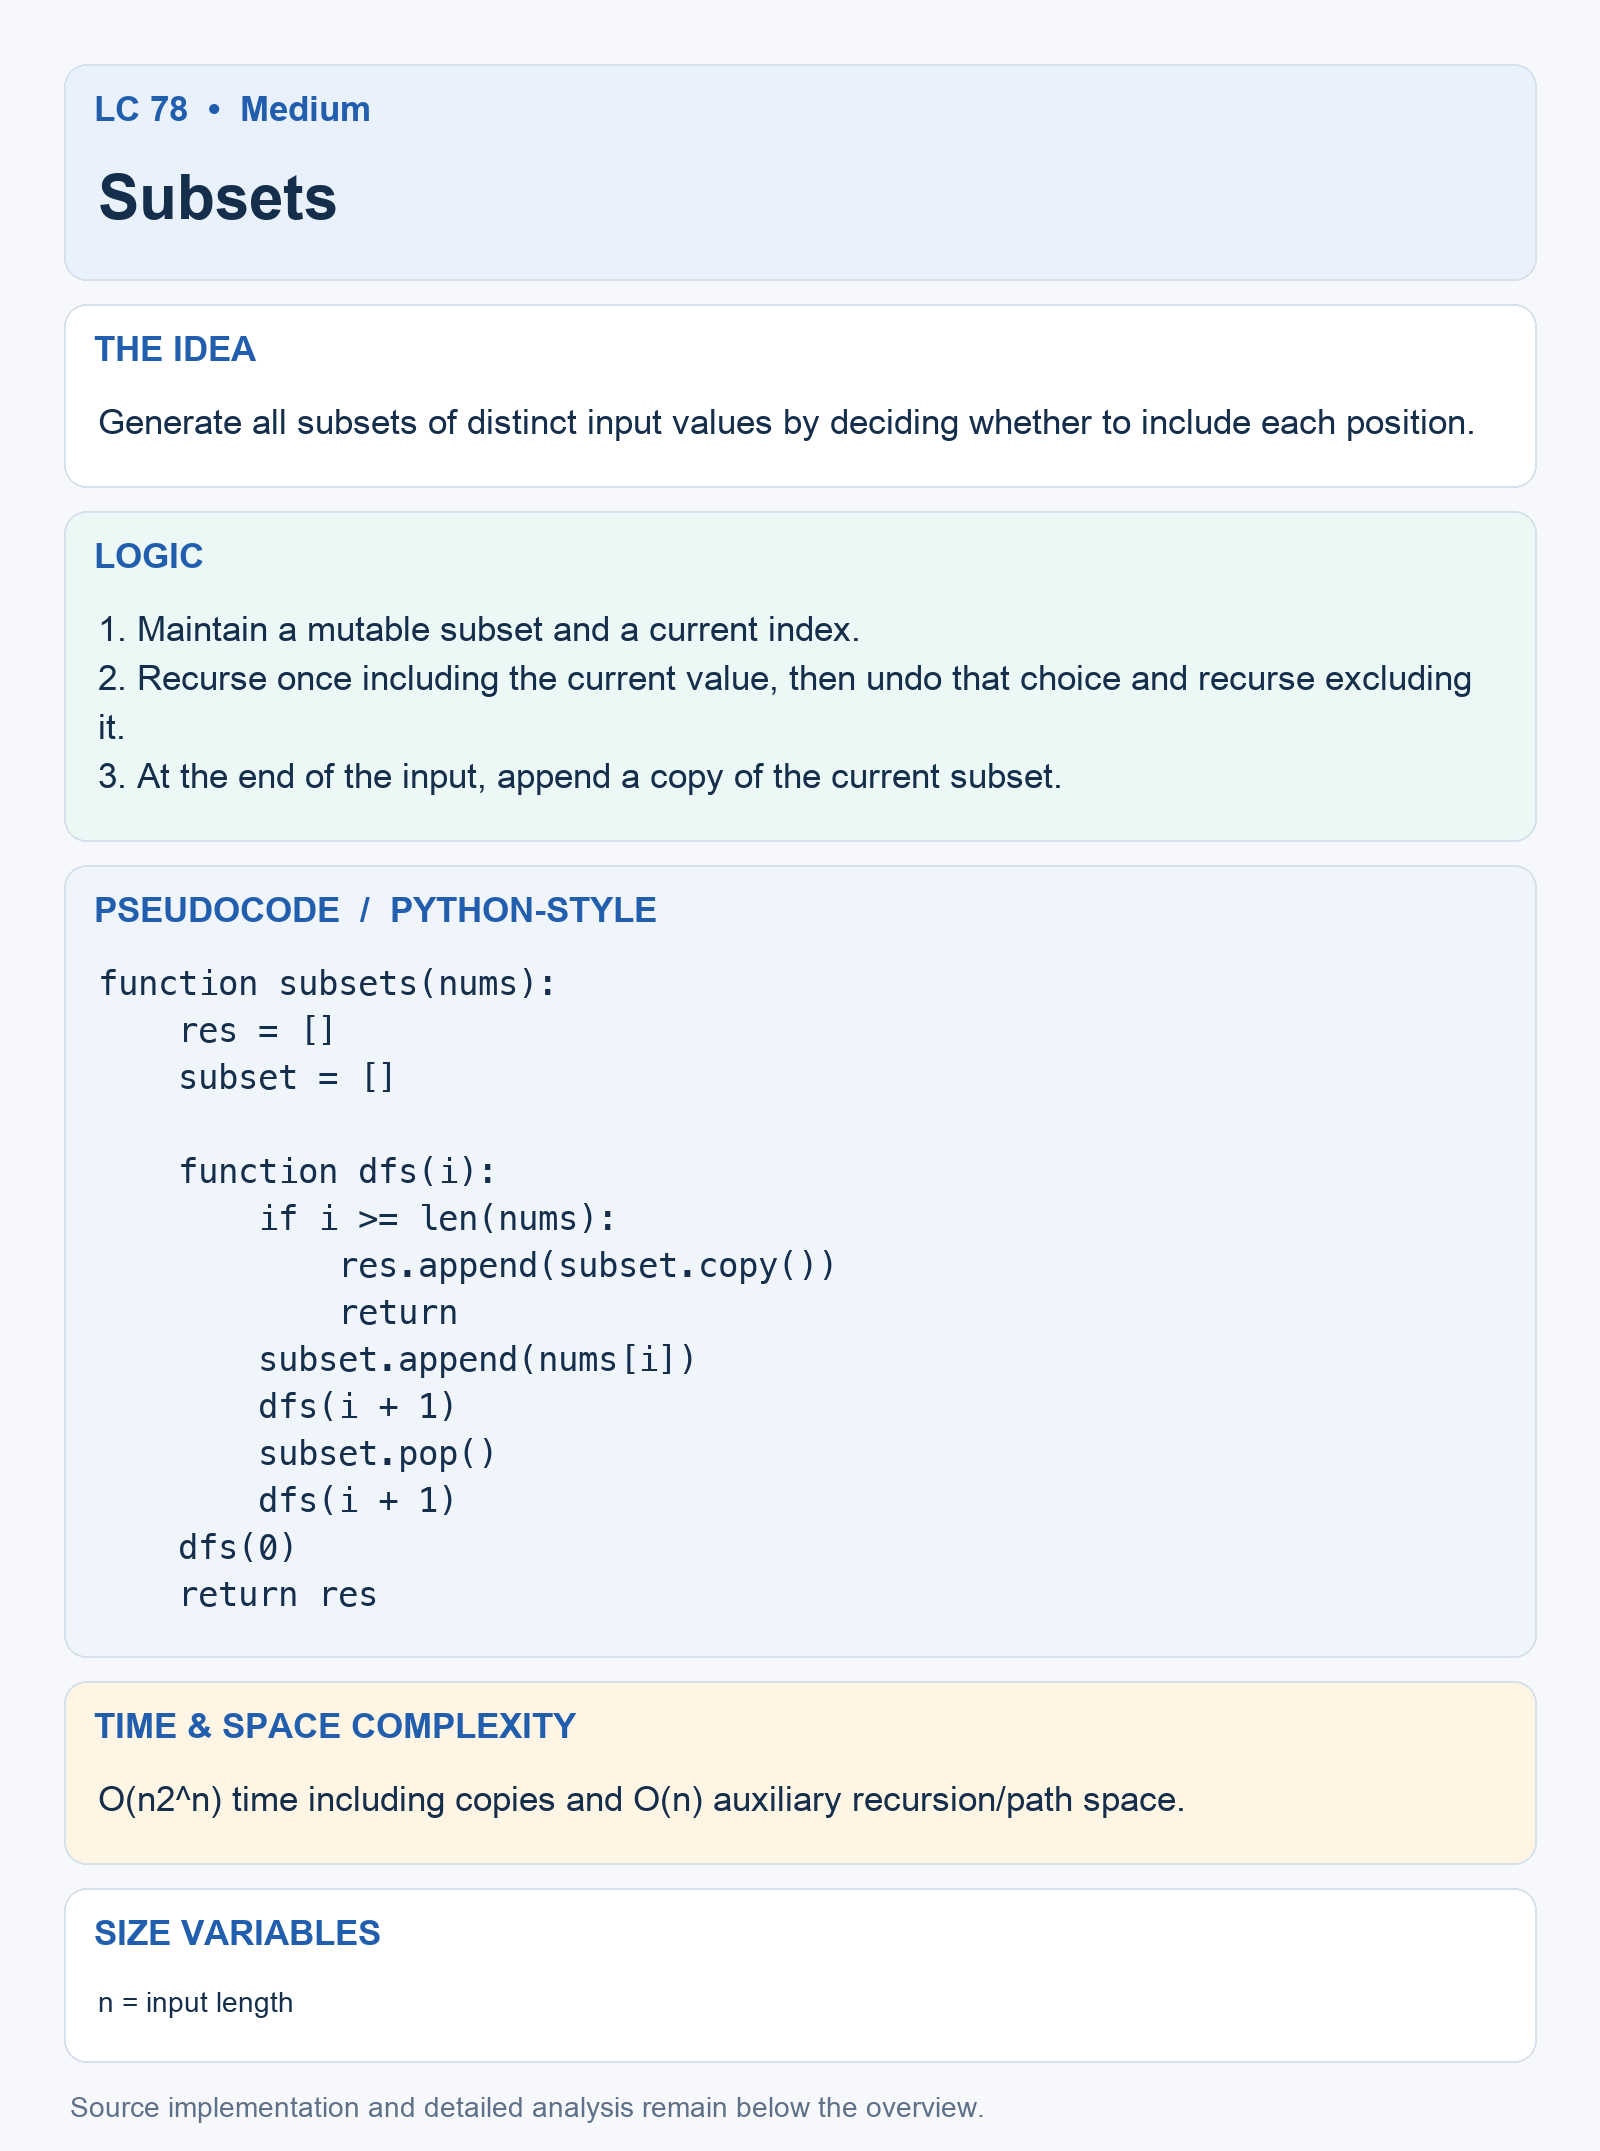 LC 78 • Medium
Subsets
THE IDEA
Generate all subsets of distinct input values by deciding whether to include each position.
LOGIC
1. Maintain a mutable subset and a current index.
2. Recurse once including the current value, then undo that choice and recurse excluding
it.
3. At the end of the input, append a copy of the current subset.
PSEUDOCODE / PYTHON-STYLE
function subsets(nums):
    res = []
    subset = []

    function dfs(i):
        if i >= len(nums):
            res.append(subset.copy())
            return
        subset.append(nums[i])
        dfs(i + 1)
        subset.pop()
        dfs(i + 1)
    dfs(0)
    return res
TIME & SPACE COMPLEXITY
O(n2^n) time including copies and O(n) auxiliary recursion/path space.
SIZE VARIABLES
n = input length
Source implementation and detailed analysis remain below the overview.